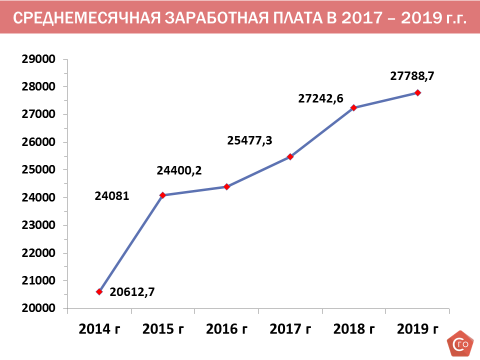 СРЕДНЕМЕСЯЧНАЯ ЗАРАБОТНАЯ ПЛАТА В 2017 – 2019 г.г.
29000
28000
27000
26000
25000
24000
23000
22000
21000
20000
20612,7
24081
24400,2
25477,3
27242,6
27788,7
2014 г
2015 г
2016 г
2017 г
2018 г
2019 г
СГО